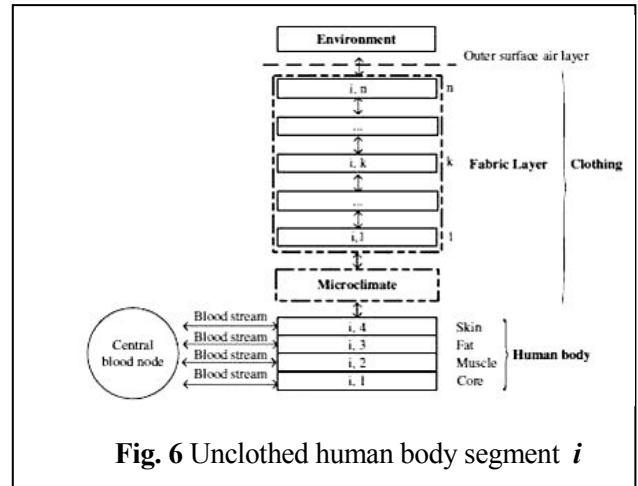 Environment
Outer surface air layer
i, n n
...
i, k k Fabric Layer Clothing
...
i,1 1
Microclimate
Blood stream i, 4 Skin
Blood stream i, 3 Fat
Central blood node Blood stream i, 2 Muscle Human body
Blood stream i, 1 Core
Fig. 6 Unclothed human body segment i